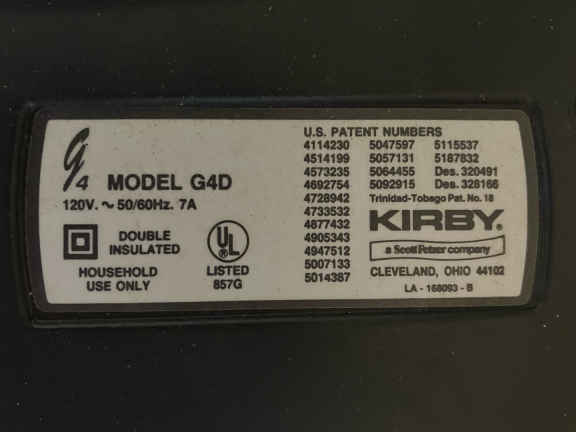 G4 MODEL G4D
120V. ~ 50/60Hz. 7A
DOUBLE
INSULATED
HOUSEHOLD
USE ONLY
UL
LISTED
857G
U.S. PATENT NUMBERS
4114230 5047597 5115537
4514199 5057131 5187832
4573235 5064455 Des. 320491
4692754 5092915 Des. 328166
4728942 Trinidad-Tobago Pat. No. 18
4733532
4877432
4905343
4947512
5007133
5014387
KIRBY
a Scott Fetzer company
CLEVELAND, OHIO 44102
LA - 168093 - B